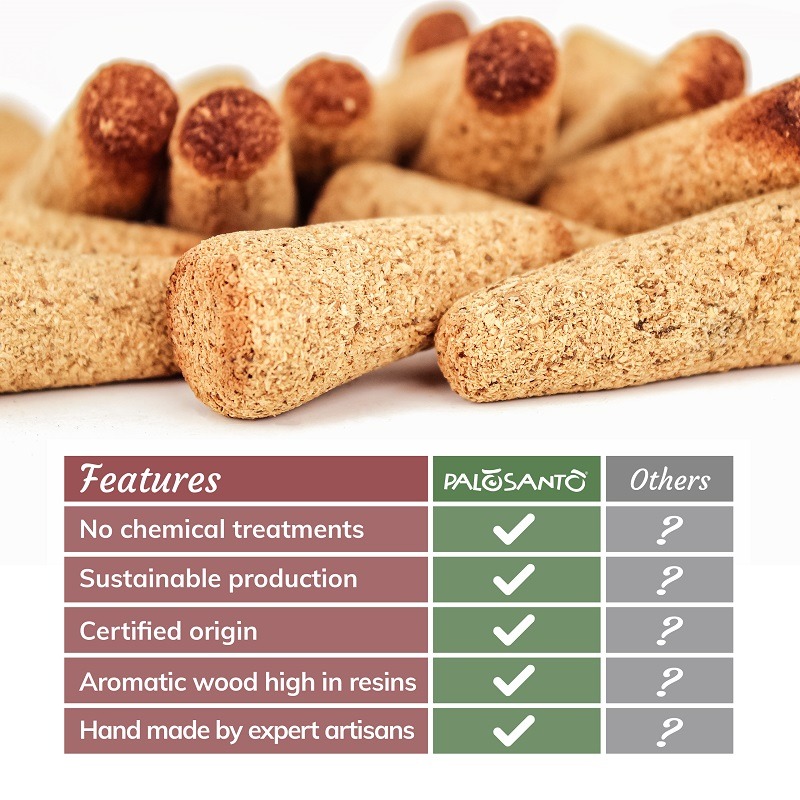 Features PALOSANTO Others
No chemical treatments ✓ ?
Sustainable production ✓ ?
Certified origin ✓ ?
Aromatic wood high in resins ✓ ?
Hand made by expert artisans ✓ ?